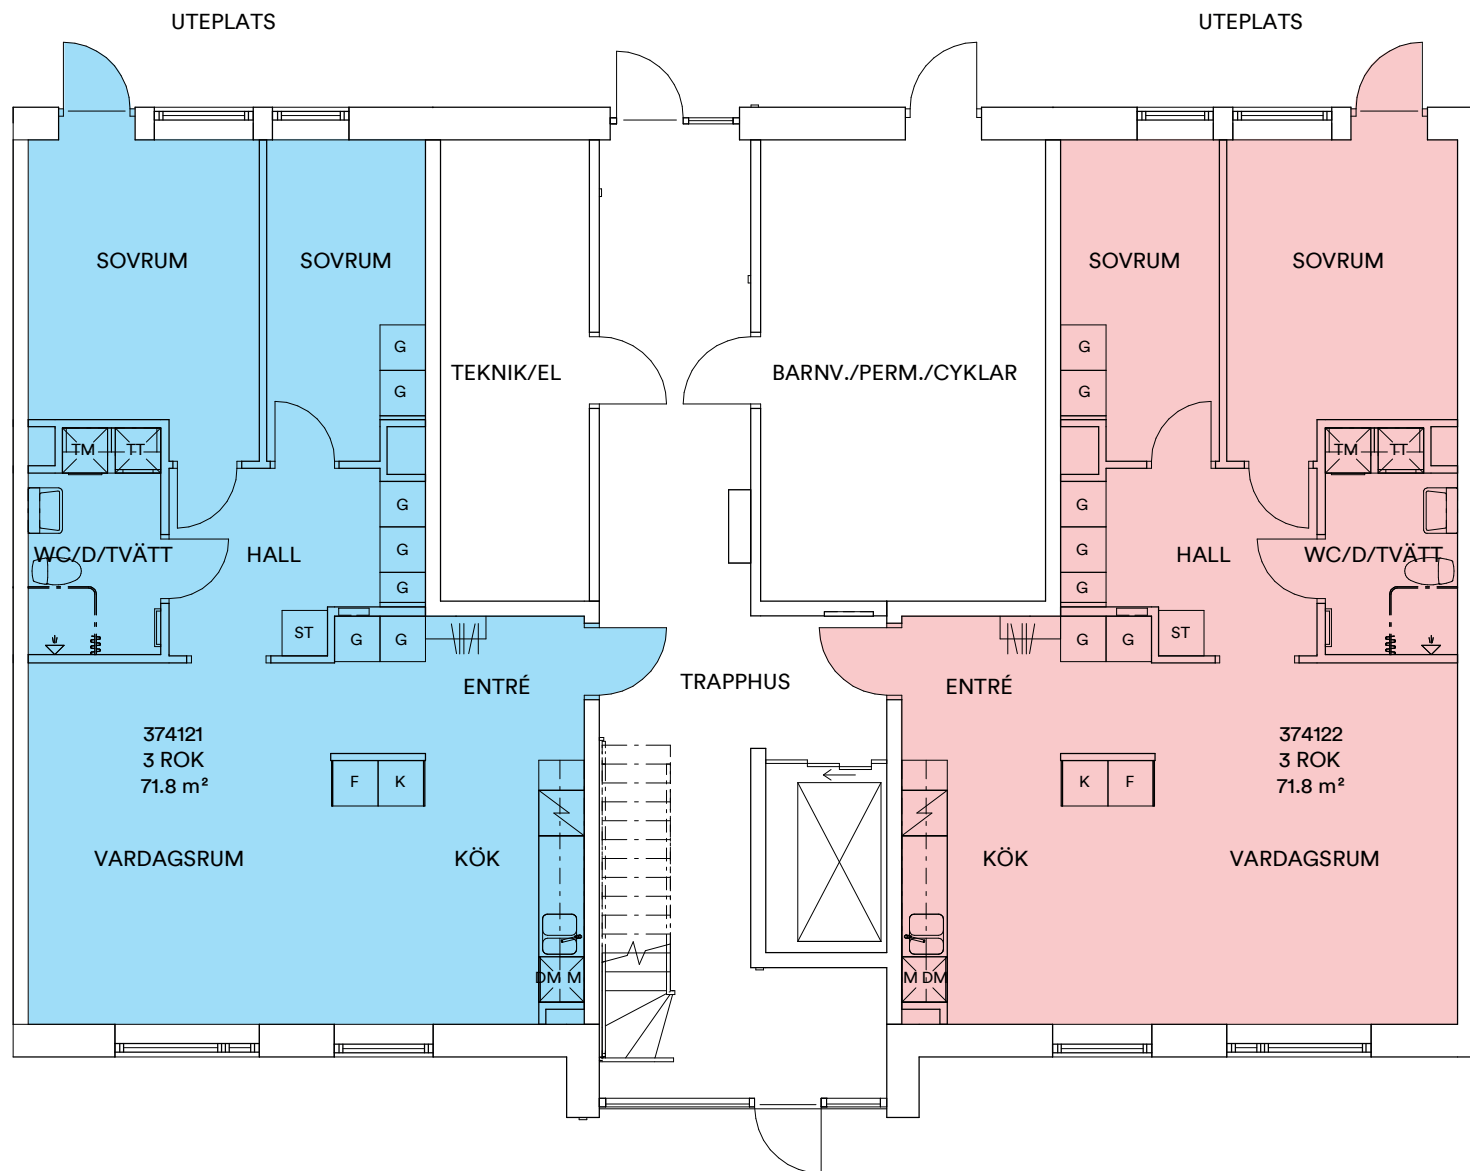 UTEPLATS
UTEPLATS
SOVRUM
SOVRUM
SOVRUM
SOVRUM
G
G
TEKNIK/EL
BARNV./PERM./CYKLAR
G
G
TM
TT
TM
TT
G
G
WC/D/TVÄTT
HALL
G
G
HALL
WC/D/TVÄTT
G
G
ST
G
G
G
G
ST
ENTRÉ
TRAPPHUS
ENTRÉ
374121
3 ROK
71.8 m²
374122
3 ROK
71.8 m²
F
K
K
F
VARDAGSRUM
KÖK
KÖK
VARDAGSRUM
DM
M
M
DM